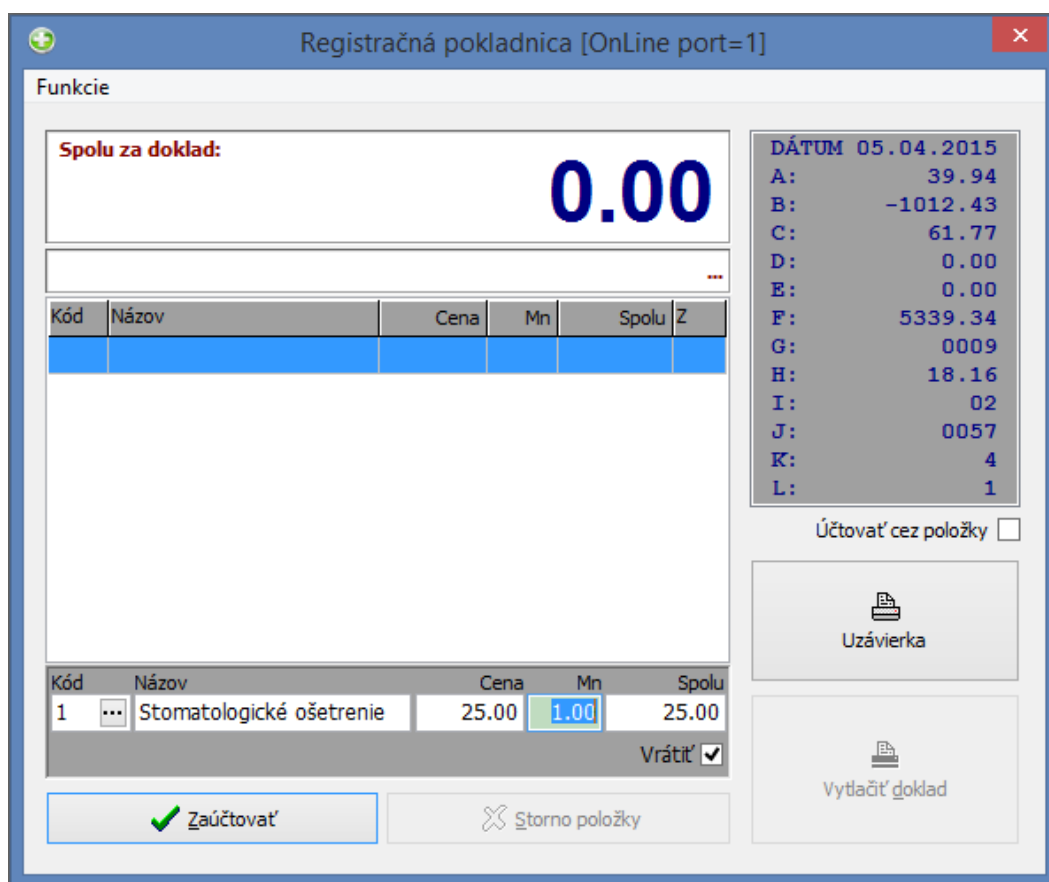 Registračná pokladnica [OnLine port=1]
Funkcie
Spolu za doklad:
0.00
...
Kód Názov Cena Mn Spolu Z
Kód Názov Cena Mn Spolu
1 ... Stomatologické ošetrenie 25.00 1.00 25.00
Vrátiť
Zaúčtovať
Storno položky
DÁTUM 05.04.2015
A: 39.94
B: -1012.43
C: 61.77
D: 0.00
E: 0.00
F: 5339.34
G: 0009
H: 18.16
I: 02
J: 0057
K: 4
L: 1
Účtovať cez položky
Uzávierka
Vytlačiť doklad